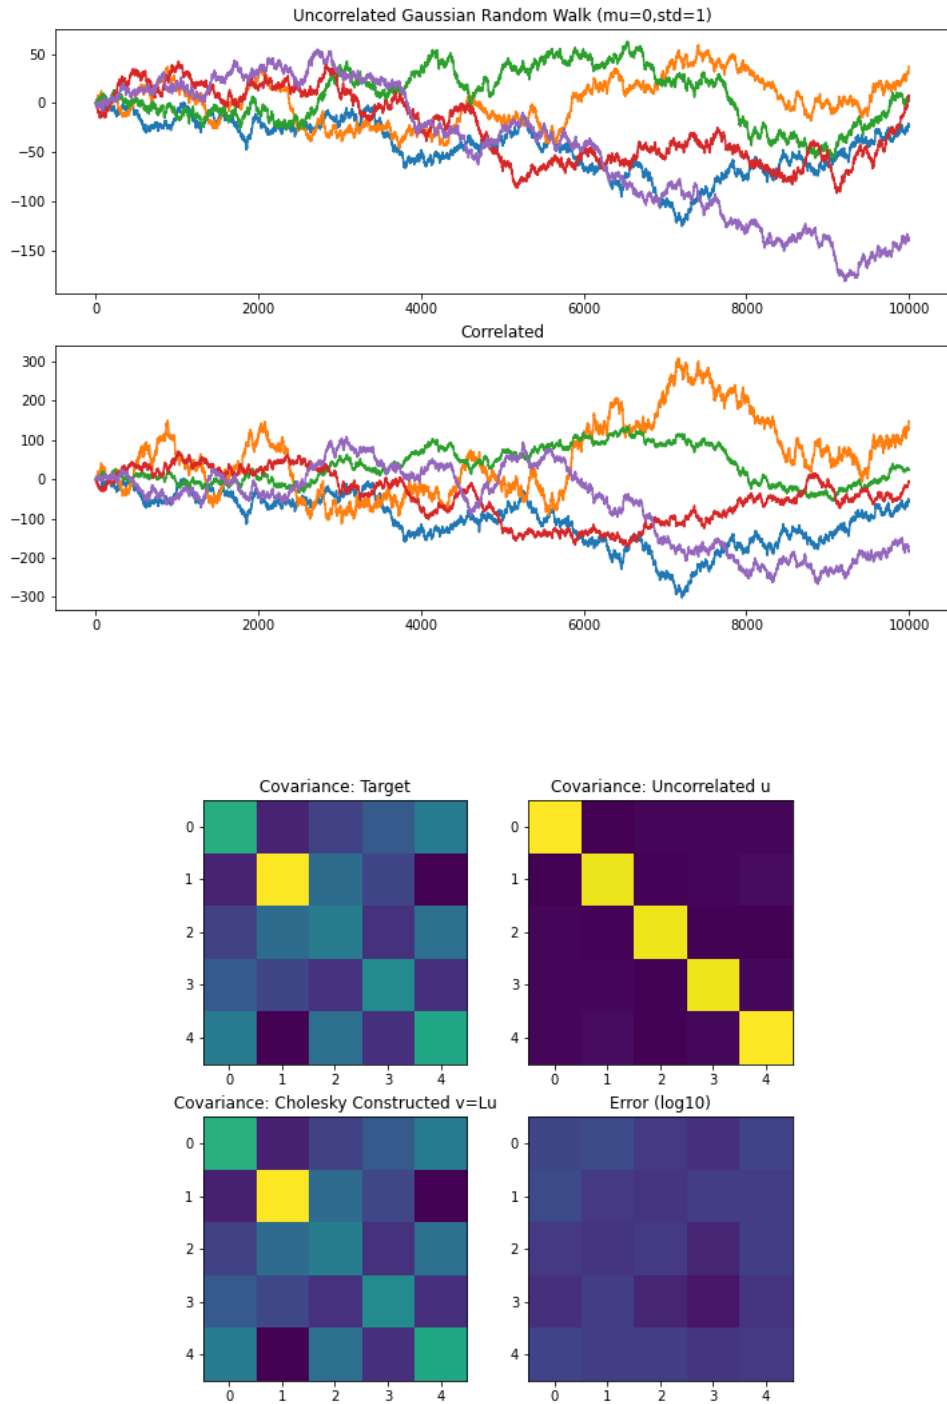 Uncorrelated Gaussian Random Walk (mu=0,std=1)
50
0
−50
−100
−150
0 2000 4000 6000 8000 10000
Correlated
300
200
100
0
−100
−200
−300
0 2000 4000 6000 8000 10000
Covariance: Target
0
1
2
3
4
0 1 2 3 4
Covariance: Uncorrelated u
0
1
2
3
4
0 1 2 3 4
Covariance: Cholesky Constructed v=Lu
0
1
2
3
4
0 1 2 3 4
Error (log10)
0
1
2
3
4
0 1 2 3 4